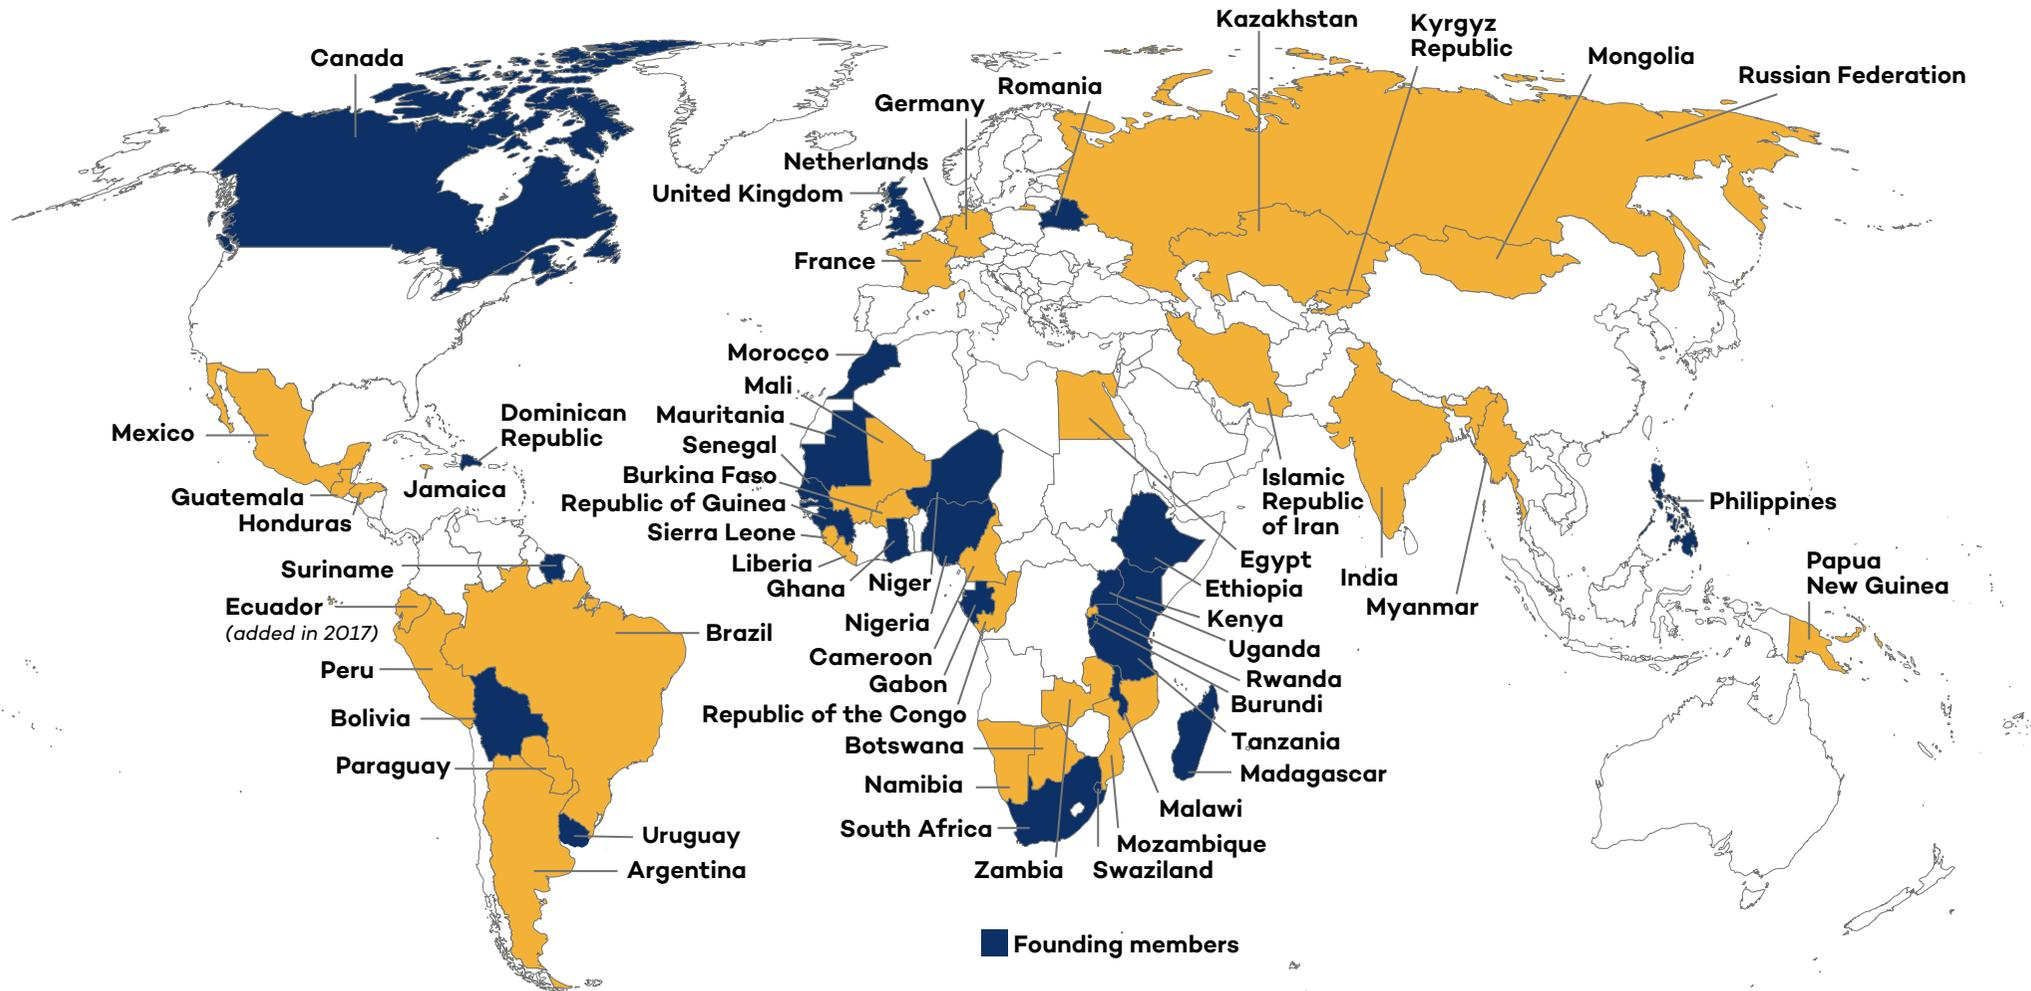 Kazakhstan
Kyrgyz
Republic
Mongolia
Russian Federation
Canada
Romania
Germany
Netherlands
United Kingdom
France
Morocco
Mali
Mauritania
Senegal
Burkina Faso
Republic of Guinea
Sierra Leone
Liberia
Ghana
Niger
Nigeria
Cameroon
Gabon
Republic of the Congo
Botswana
Namibia
South Africa
Zambia
Swaziland
Mozambique
Malawi
Madagascar
Tanzania
Burundi
Rwanda
Uganda
Kenya
Ethiopia
Egypt
Islamic
Republic
of Iran
India
Myanmar
Philippines
Papua
New Guinea
Mexico
Dominican
Republic
Jamaica
Guatemala
Honduras
Suriname
Ecuador
(added in 2017)
Peru
Brazil
Bolivia
Paraguay
Uruguay
Argentina
Founding members